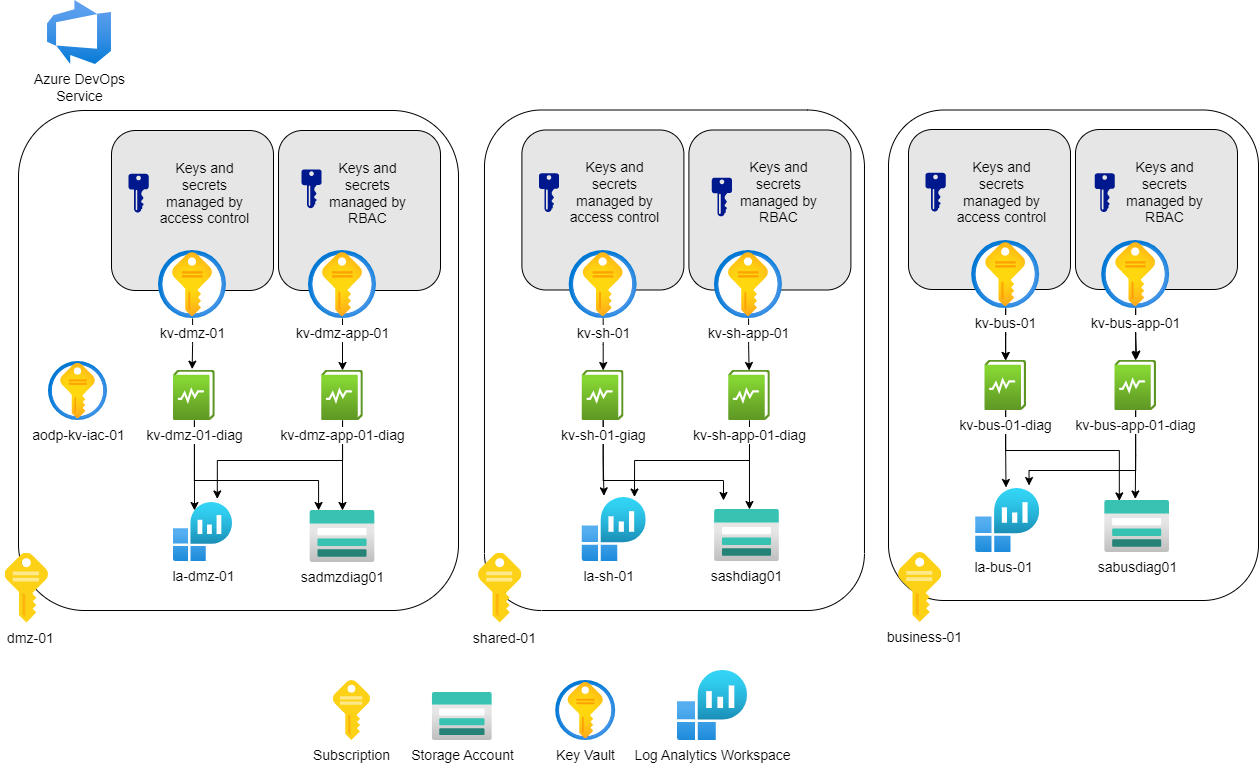 Azure DevOps
Service
Keys and
secrets
managed by
access control
Keys and
secrets
managed by
RBAC
kv-dmz-01
kv-dmz-app-01
aodp-kv-iac-01
kv-dmz-01-diag
kv-dmz-app-01-diag
la-dmz-01
sadmzdiag01
dmz-01
Keys and
secrets
managed by
access control
Keys and
secrets
managed by
RBAC
kv-sh-01
kv-sh-app-01
kv-sh-01-giag
kv-sh-app-01-diag
la-sh-01
sashdiag01
shared-01
Keys and
secrets
managed by
access control
Keys and
secrets
managed by
RBAC
kv-bus-01
kv-bus-app-01
kv-bus-01-diag
kv-bus-app-01-diag
la-bus-01
sabusdiag01
business-01
Subscription
Storage Account
Key Vault
Log Analytics Workspace